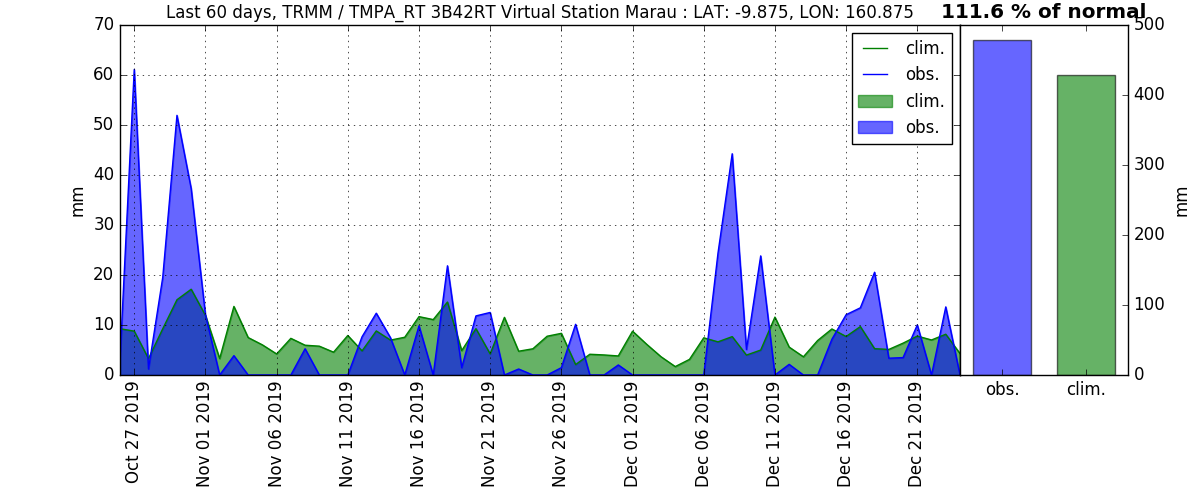 Last 60 days, TRMM / TMPA_RT 3B42RT Virtual Station Marau : LAT: -9.875, LON: 160.875
111.6 % of normal
70
60
50
40
30
20
10
0
mm
clim.
obs.
clim.
obs.
500
400
300
200
100
0
mm
obs.
clim.
Oct 27 2019
Nov 01 2019
Nov 06 2019
Nov 11 2019
Nov 16 2019
Nov 21 2019
Nov 26 2019
Dec 01 2019
Dec 06 2019
Dec 11 2019
Dec 16 2019
Dec 21 2019